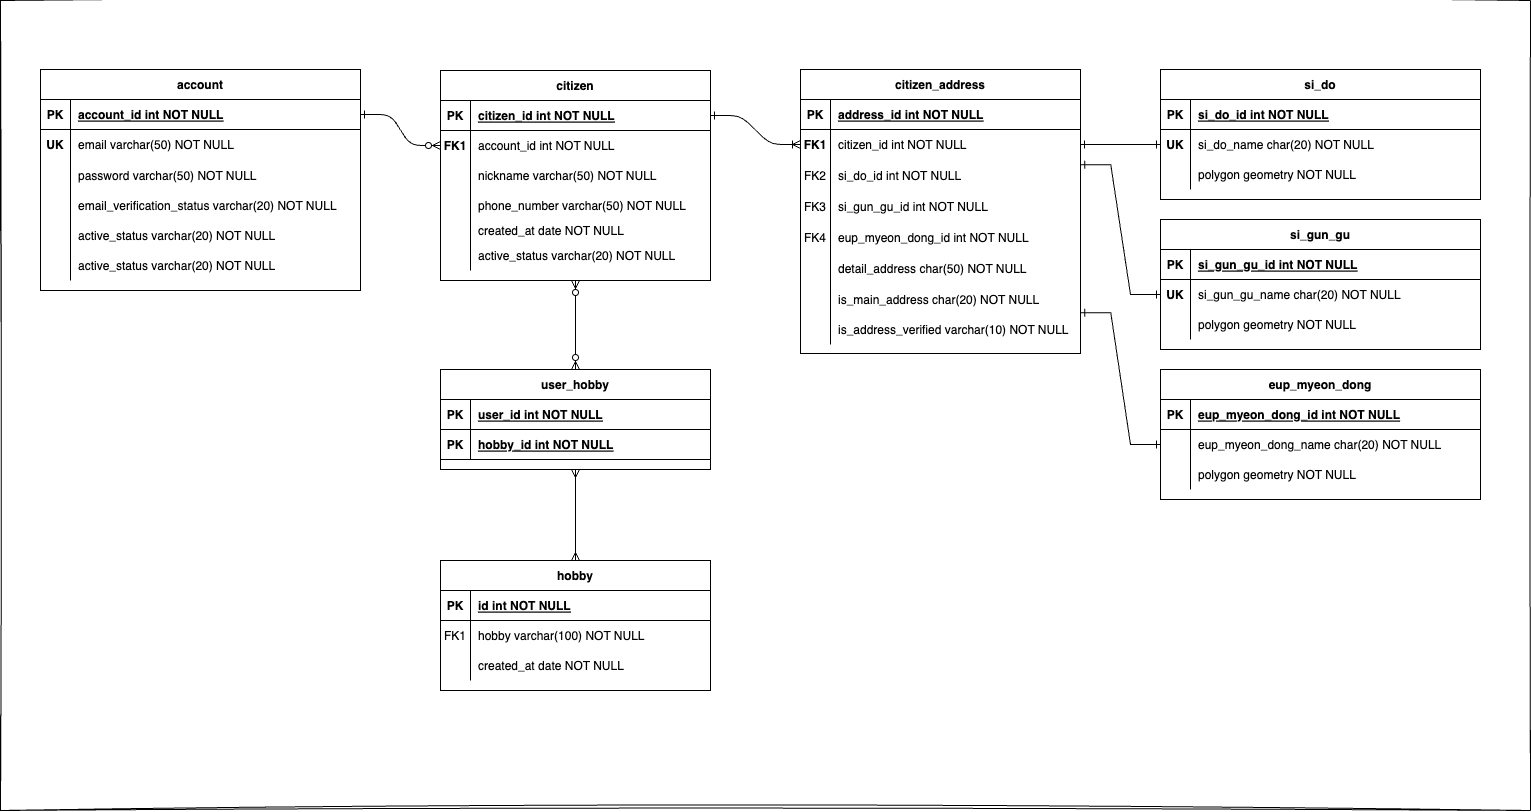 account
PK account_id int NOT NULL
UK email varchar(50) NOT NULL
password varchar(50) NOT NULL
email_verification_status varchar(20) NOT NULL
active_status varchar(20) NOT NULL
active_status varchar(20) NOT NULL
citizen
PK citizen_id int NOT NULL
FK1 account_id int NOT NULL
nickname varchar(50) NOT NULL
phone_number varchar(50) NOT NULL
created_at date NOT NULL
active_status varchar(20) NOT NULL
citizen_address
PK address_id int NOT NULL
FK1 citizen_id int NOT NULL
FK2 si_do_id int NOT NULL
FK3 si_gun_gu_id int NOT NULL
FK4 eup_myeon_dong_id int NOT NULL
detail_address char(50) NOT NULL
is_main_address char(20) NOT NULL
is_address_verified varchar(10) NOT NULL
si_do
PK si_do_id int NOT NULL
UK si_do_name char(20) NOT NULL
polygon geometry NOT NULL
si_gun_gu
PK si_gun_gu_id int NOT NULL
UK si_gun_gu_name char(20) NOT NULL
polygon geometry NOT NULL
eup_myeon_dong
PK eup_myeon_dong_id int NOT NULL
eup_myeon_dong_name char(20) NOT NULL
polygon geometry NOT NULL
user_hobby
PK user_id int NOT NULL
PK hobby_id int NOT NULL
hobby
PK id int NOT NULL
FK1 hobby varchar(100) NOT NULL
created_at date NOT NULL